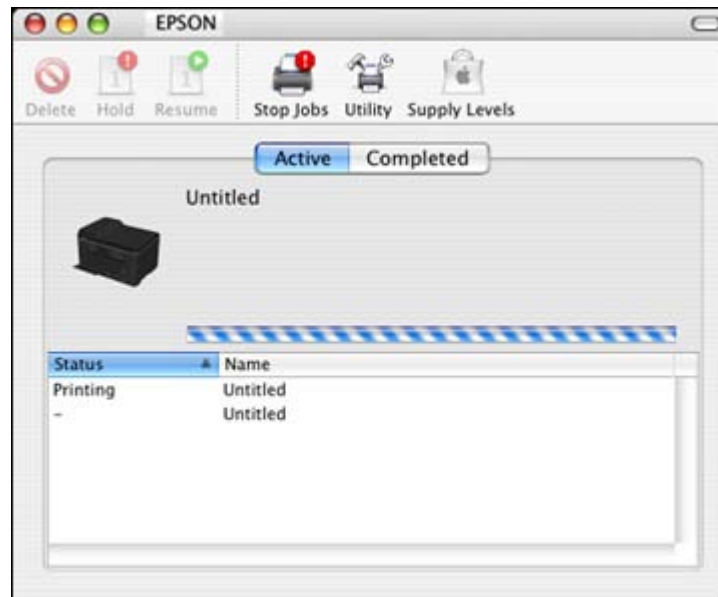 EPSON
Delete Hold Resume Stop Jobs Utility Supply Levels
Active Completed
Untitled
Status Name
Printing Untitled
- Untitled